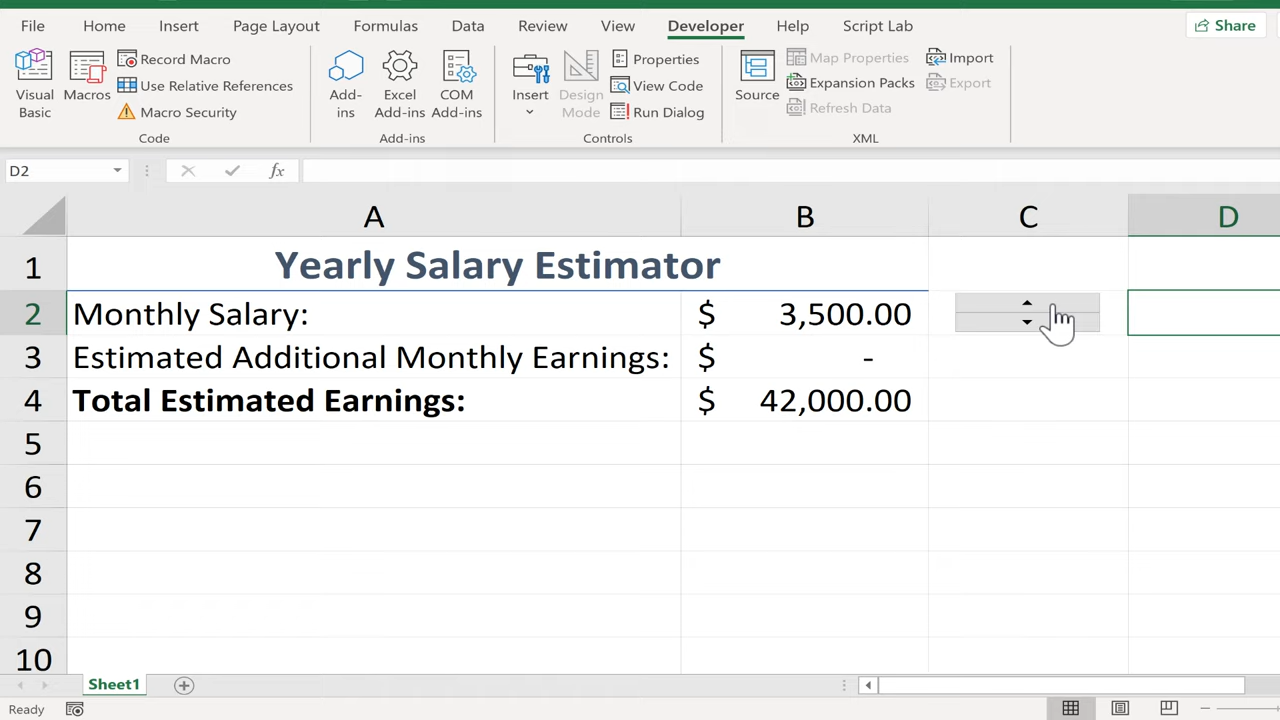 File Home Insert Page Layout Formulas Data Review View Developer Help Script Lab Share
Visual Basic
Macros
Record Macro
Use Relative References
Macro Security
Code
Add-ins
Excel Add-ins
COM Add-ins
Add-ins
Insert
Design Mode
Properties
View Code
Run Dialog
Controls
Source
Map Properties
Expansion Packs
Refresh Data
Import
Export
XML
D2 fx
A B C D
1 Yearly Salary Estimator
2 Monthly Salary: $ 3,500.00
3 Estimated Additional Monthly Earnings: $ -
4 Total Estimated Earnings: $ 42,000.00
5
6
7
8
9
10
Sheet1
Ready